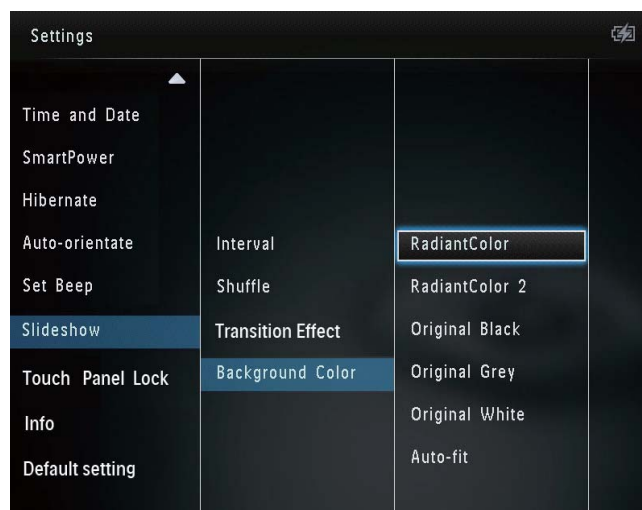 Settings
Time and Date
SmartPower
Hibernate
Auto-orientate
Set Beep
Slideshow
Touch Panel Lock
Info
Default setting
Interval
Shuffle
Transition Effect
Background Color
RadiantColor
RadiantColor 2
Original Black
Original Grey
Original White
Auto-fit